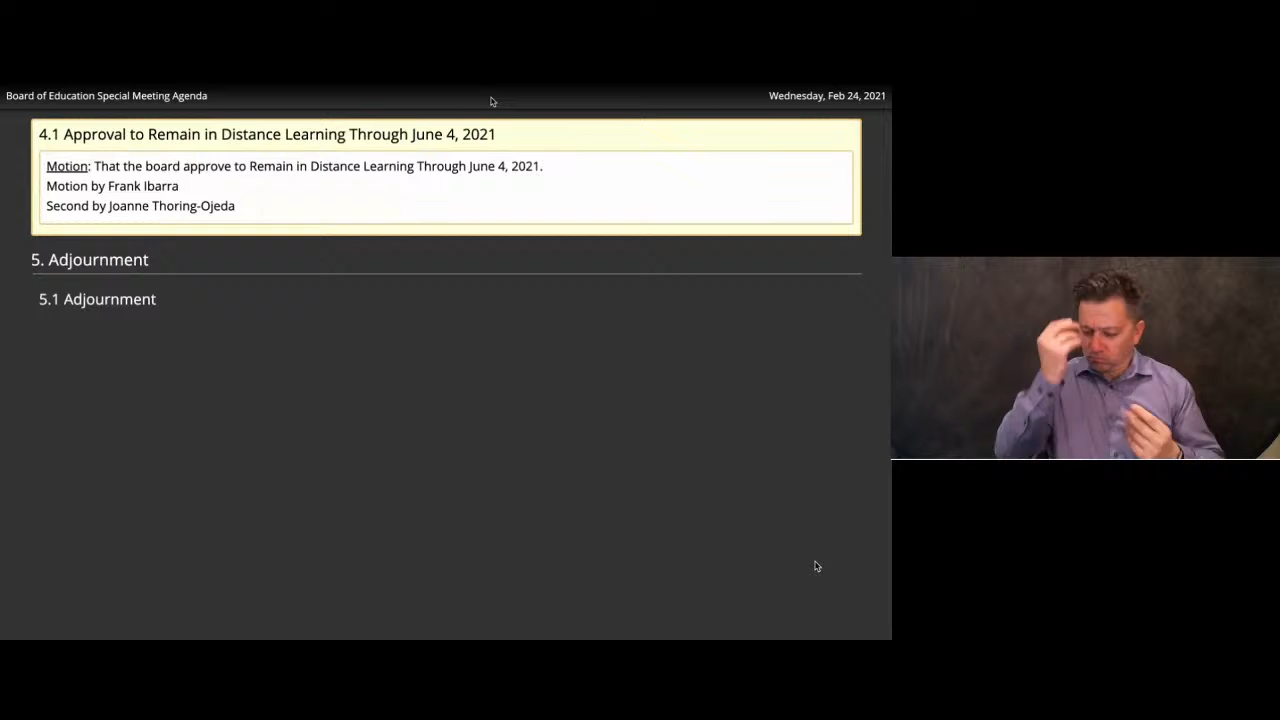 Board of Education Special Meeting Agenda
Wednesday, Feb 24, 2021
4.1 Approval to Remain in Distance Learning Through June 4, 2021
Motion: That the board approve to Remain in Distance Learning Through June 4, 2021.
Motion by Frank Ibarra
Second by Joanne Thoring-Ojeda
5. Adjournment
5.1 Adjournment